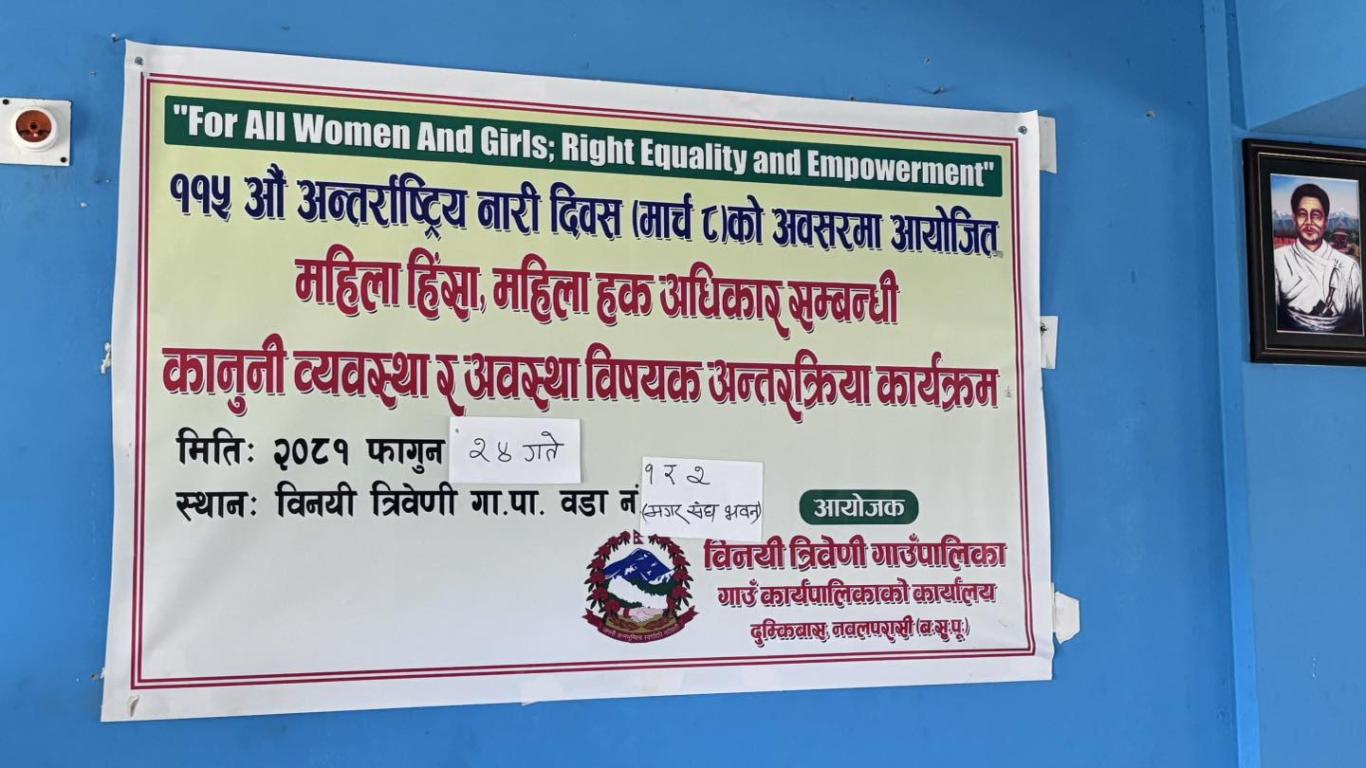 "For All Women And Girls; Right Equality and Empowerment"
११५ औं अन्तर्राष्ट्रिय नारी दिवस (मार्च ८)को अवसरमा आयोजित
महिला हिंसा, महिला हक अधिकार सम्बन्धी
कानुनी व्यवस्था र अवस्था विषयक अन्तरक्रिया कार्यक्रम
मितिः २०८१ फागुन २४ गते
स्थानः विनयी त्रिवेणी गा.पा. वडा नं १ र २
(मगर संघ भवन)
आयोजक
विनयी त्रिवेणी गाउँपालिका
गाउँ कार्यपालिकाको कार्यालय
दुम्किबास, नवलपरासी (ब.सु.पू.)